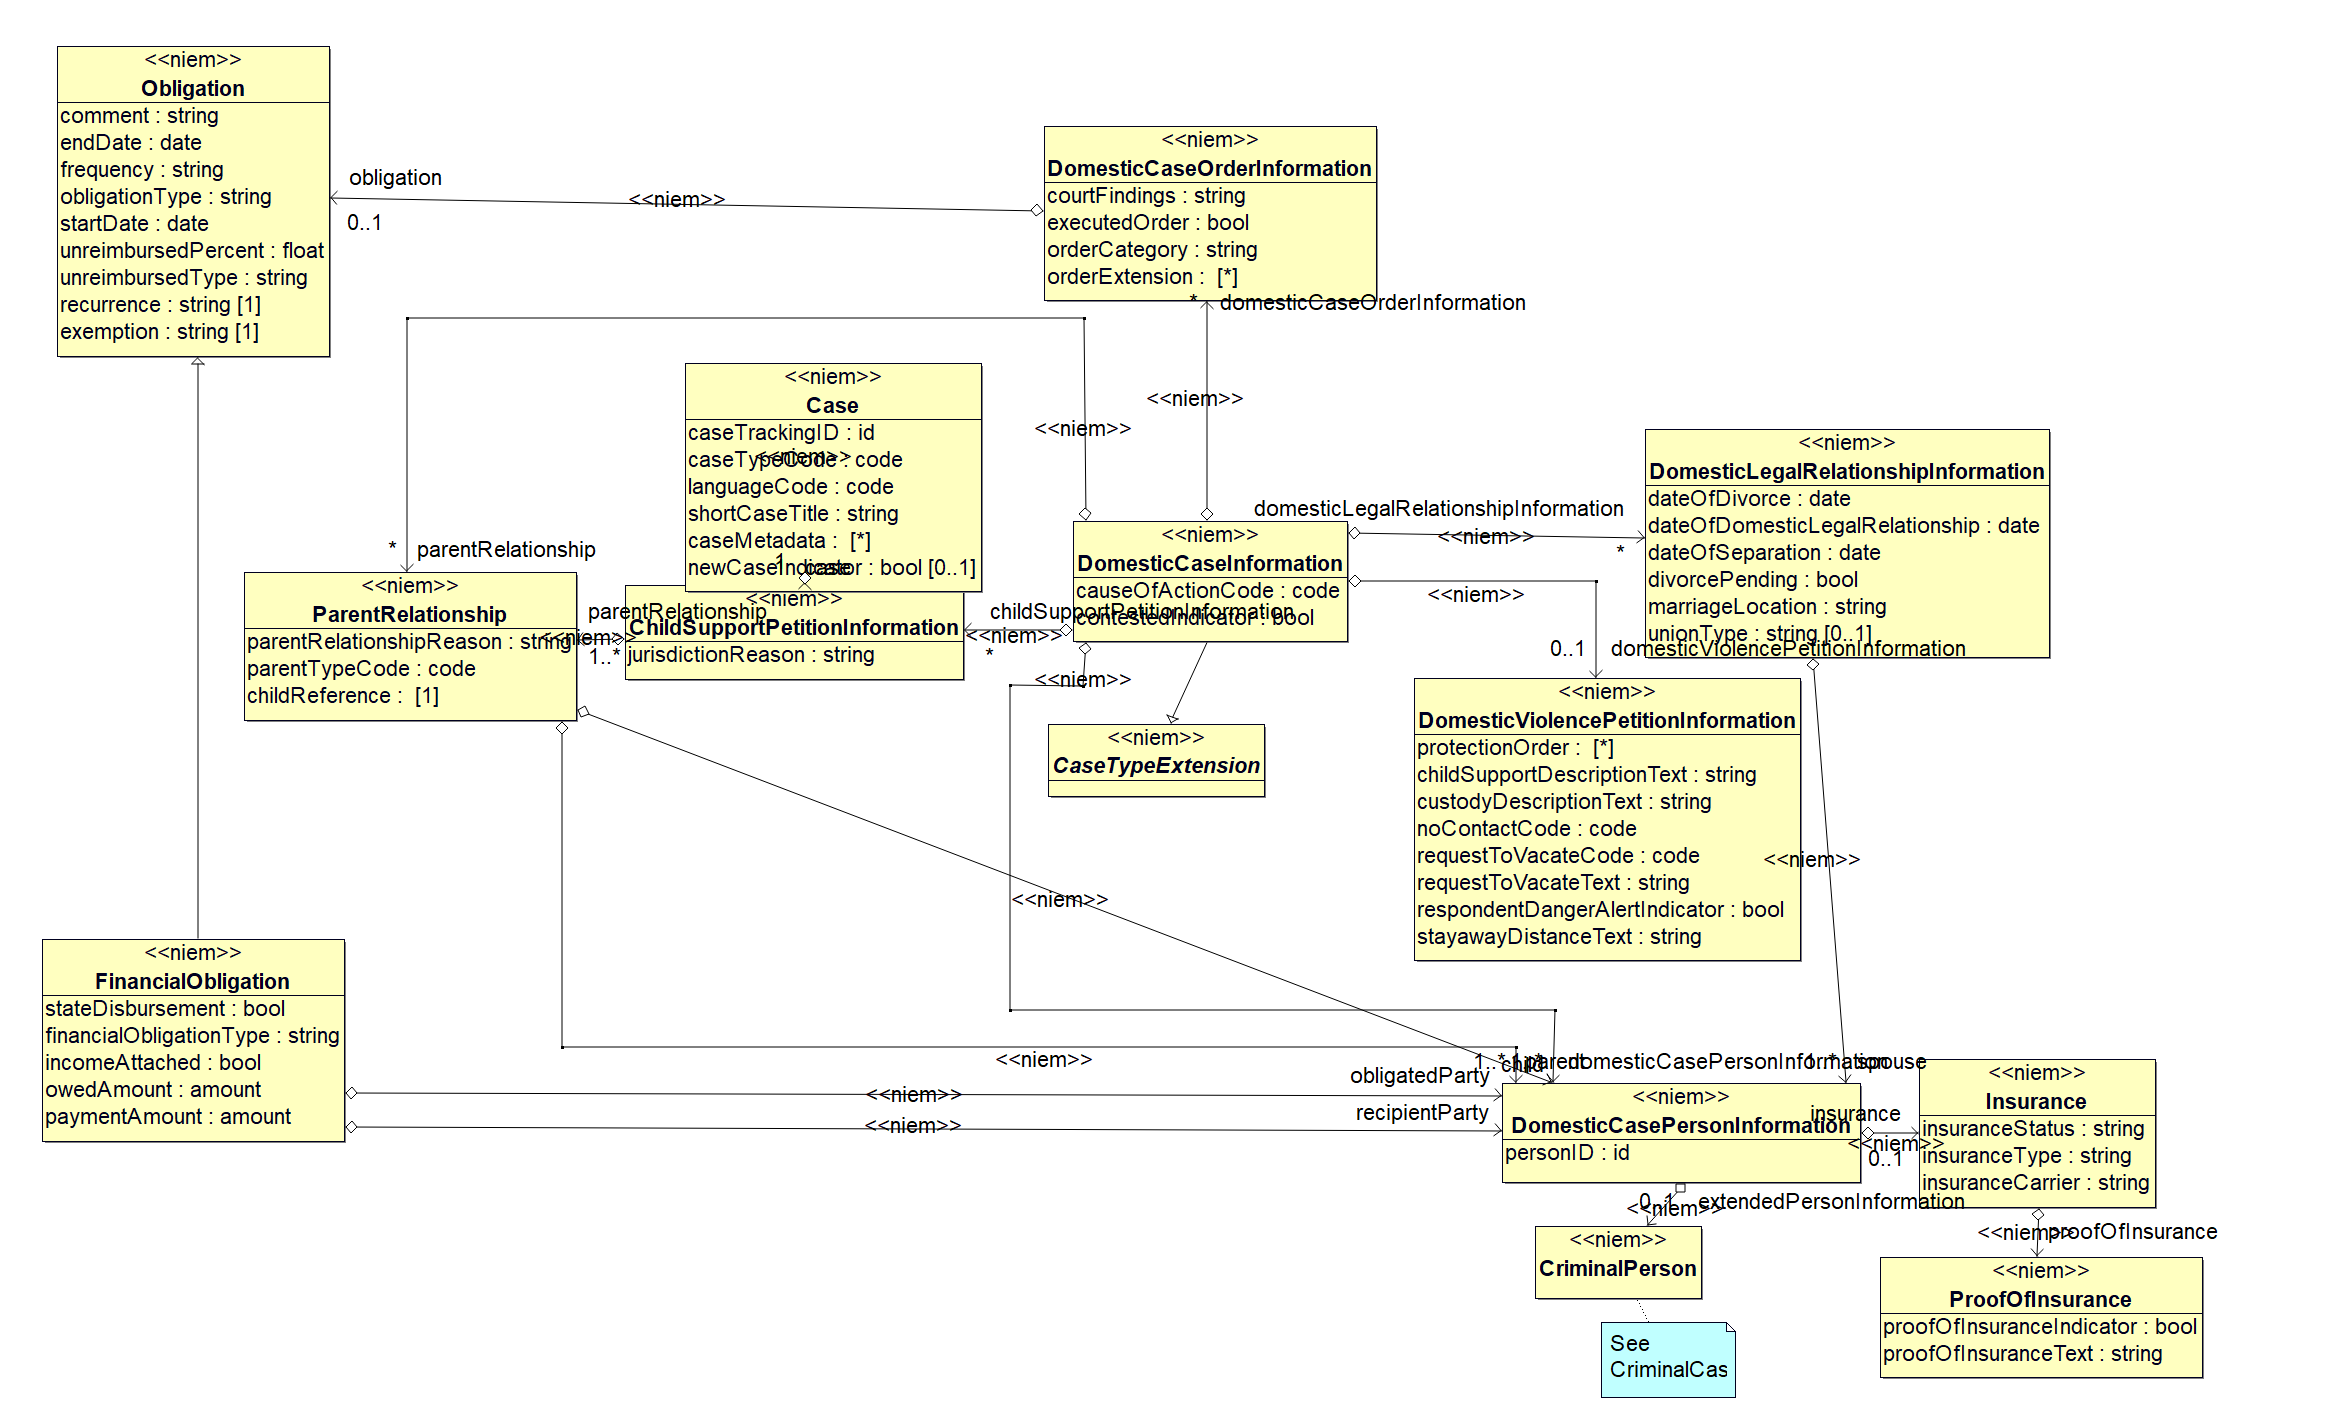 <<niem>>
Obligation
comment : string
endDate : date
frequency : string
obligationType : string
startDate : date
unreimbursedPercent : float
unreimbursedType : string
recurrence : string [1]
exemption : string [1]
obligation
0..1
<<niem>>
<<niem>>
DomesticCaseOrderInformation
courtFindings : string
executedOrder : bool
orderCategory : string
orderExtension :  [*]
* domesticCaseOrderInformation
<<niem>>
<<niem>>
<<niem>>
Case
caseTrackingID : id
caseTypeCode : code
<<niem>>
languageCode : code
shortCaseTitle : string
caseMetadata :  [*]
newCaseIndicator : bool [0..1]
1 case
<<niem>>
DomesticLegalRelationshipInformation
dateOfDivorce : date
dateOfDomesticLegalRelationship : date
dateOfSeparation : date
divorcePending : bool
marriageLocation : string
unionType : string [0..1]
domesticLegalRelationshipInformation
<<niem>>
*
<<niem>>
DomesticCaseInformation
causeOfActionCode : code
contestedIndicator : bool
<<niem>>
0..1 domesticViolencePetitionInformation
* parentRelationship
<<niem>>
ParentRelationship
parentRelationshipReason : string
parentTypeCode : code
childReference :  [1]
parentRelationship
<<niem>>
1..*
<<niem>>
ChildSupportPetitionInformation
jurisdictionReason : string
childSupportPetitionInformation
<<niem>>
*
<<niem>>
<<niem>>
CaseTypeExtension
<<niem>>
DomesticViolencePetitionInformation
protectionOrder :  [*]
childSupportDescriptionText : string
custodyDescriptionText : string
noContactCode : code
requestToVacateCode : code
requestToVacateText : string
respondentDangerAlertIndicator : bool
stayawayDistanceText : string
<<niem>>
<<niem>>
<<niem>>
FinancialObligation
stateDisbursement : bool
financialObligationType : string
incomeAttached : bool
owedAmount : amount
paymentAmount : amount
<<niem>>
<<niem>>
<<niem>>
obligatedParty
recipientParty
1..*
parent
child
domesticCasePersonInformation
1..* spouse
<<niem>>
DomesticCasePersonInformation
personID : id
insurance
<<niem>>
0..1
<<niem>>
Insurance
insuranceStatus : string
insuranceType : string
insuranceCarrier : string
0..1 extendedPersonInformation
<<niem>>
<<niem>>
CriminalPerson
<<niem>>
proofOfInsurance
<<niem>>
ProofOfInsurance
proofOfInsuranceIndicator : bool
proofOfInsuranceText : string
See
CriminalCas